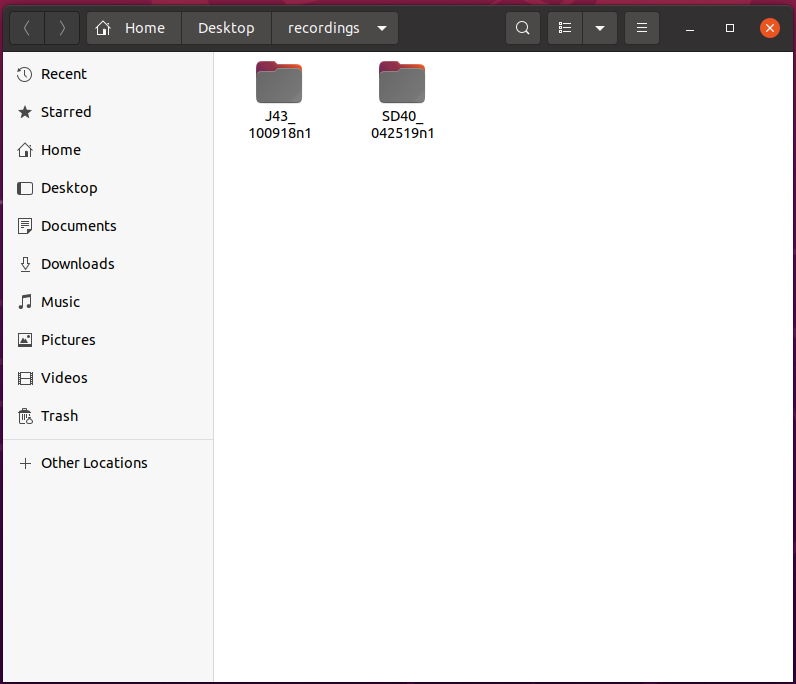 Home Desktop recordings
Recent
Starred
Home
Desktop
Documents
Downloads
Music
Pictures
Videos
Trash
Other Locations
J43_
100918n1
SD40_
042519n1